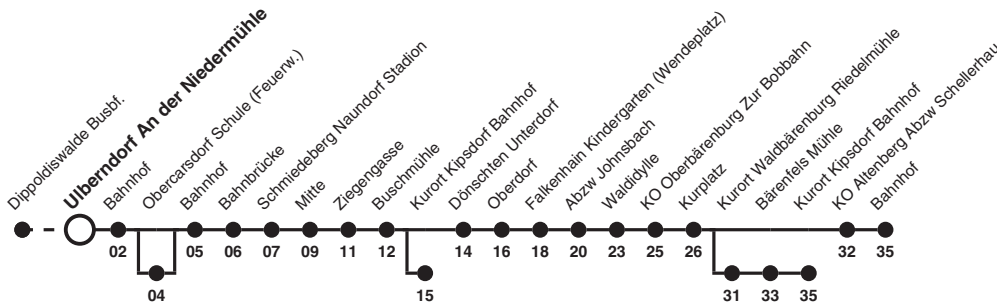 Dippoldiswalde Busbf.
Ulberndorf An der Niedermühle
Bahnhof
Obercarsdorf Schule (Feuerw.)
Bahnhof
Bahnbrücke
Schmiedeberg Naundorf Stadion
Mitte
Ziegengasse
Buschmühle
Kurort Kipsdorf Bahnhof
Dönschten Unterdorf
Oberdorf
Falkenhain Kindergarten (Wendeplatz)
Abzw Johnsbach
Waldidylle
KO Oberbärenburg Zur Bobbahn
Kurplatz
Kurort Waldbärenburg Riedelmühle
Bärenfels Mühle
Kurort Kipsdorf Bahnhof
KO Altenberg Abzw Schellerhau
Bahnhof
02 05 06 07 09 11 12 14 16 18 20 23 25 26 32 35
04 15 31 33 35